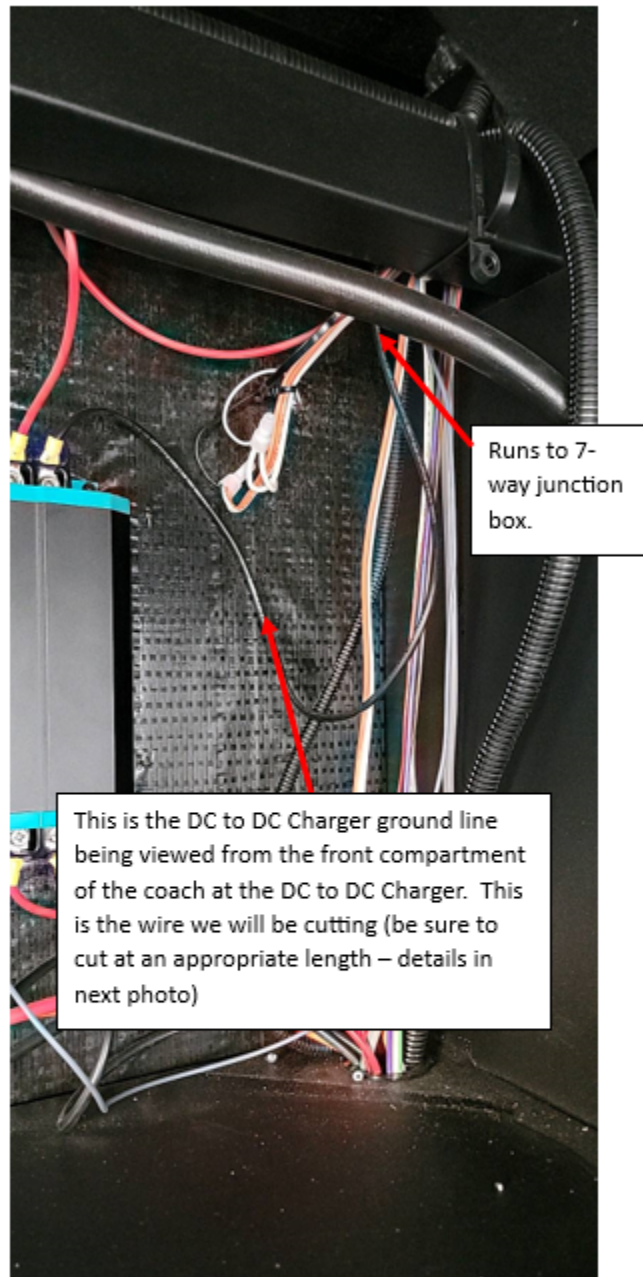 Runs to 7-
way junction
box.
This is the DC to DC Charger ground line
being viewed from the front compartment
of the coach at the DC to DC Charger.  This
is the wire we will be cutting (be sure to
cut at an appropriate length – details in
next photo)